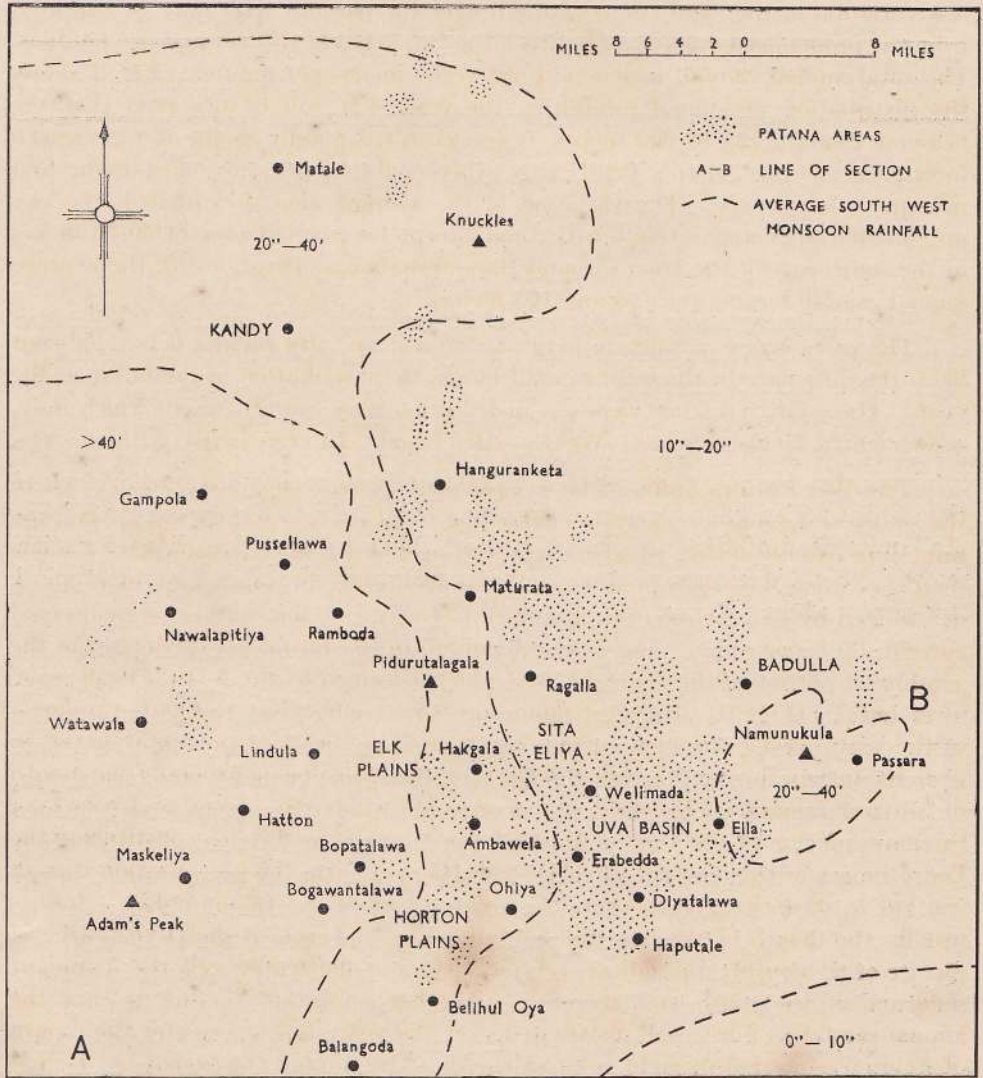 MILES 8 6 4 2 0 8 MILES
PATANA AREAS
A–B LINE OF SECTION
AVERAGE SOUTH WEST
MONSOON RAINFALL
Matale
Knuckles
20"—40'
KANDY
>40'
10"—20"
Hanguranketa
Gampola
Pussellawa
Maturata
Nawalapitiya
Ramboda
Pidurutalagala
Ragalla
BADULLA
B
Watawala
SITA
ELIYA
Namunukula
Lindula
ELK
PLAINS
Hakgala
Passera
Welimada
20"—40'
Hatton
UVA BASIN
Ella
Bopatalawa
Ambawela
Erabedda
Maskeliya
Bogawantalawa
Ohiya
Diyatalawa
Adam's Peak
HORTON
PLAINS
Haputale
Belihul Oya
A
Balangoda
0"—10"